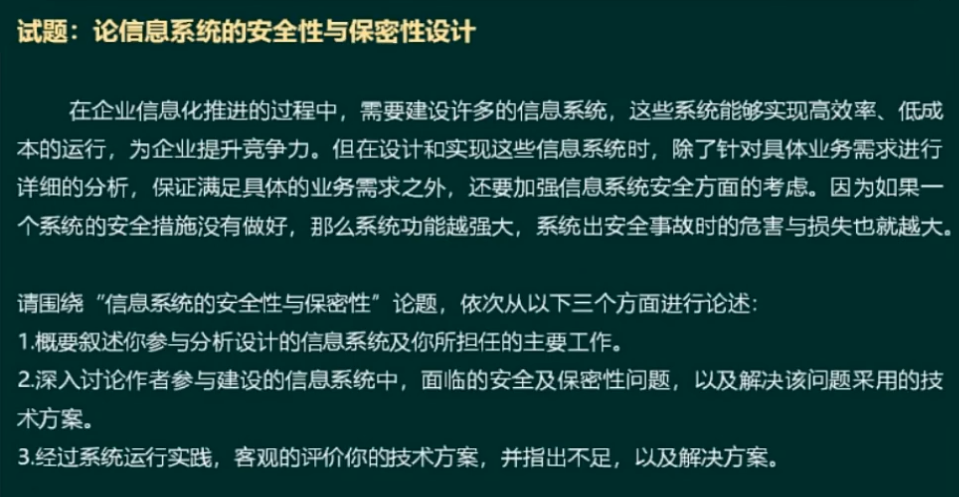 试题：论信息系统的安全性与保密性设计
在企业信息化推进的过程中，需要建设许多的信息系统，这些系统能够实现高效率、低成
本的运行，为企业提升竞争力。但在设计和实现这些信息系统时，除了针对具体业务需求进行
详细的分析，保证满足具体的业务需求之外，还要加强信息系统安全方面的考虑。因为如果一
个系统的安全措施没有做好，那么系统功能越强大，系统出安全事故时的危害与损失也就越大。
请围绕“信息系统的安全性与保密性”论题，依次从以下三个方面进行论述：
1.概要叙述你参与分析设计的信息系统及你所担任的主要工作。
2.深入讨论作者参与建设的信息系统中，面临的安全及保密性问题，以及解决该问题采用的技
术方案。
3.经过系统运行实践，客观的评价你的技术方案，并指出不足，以及解决方案。